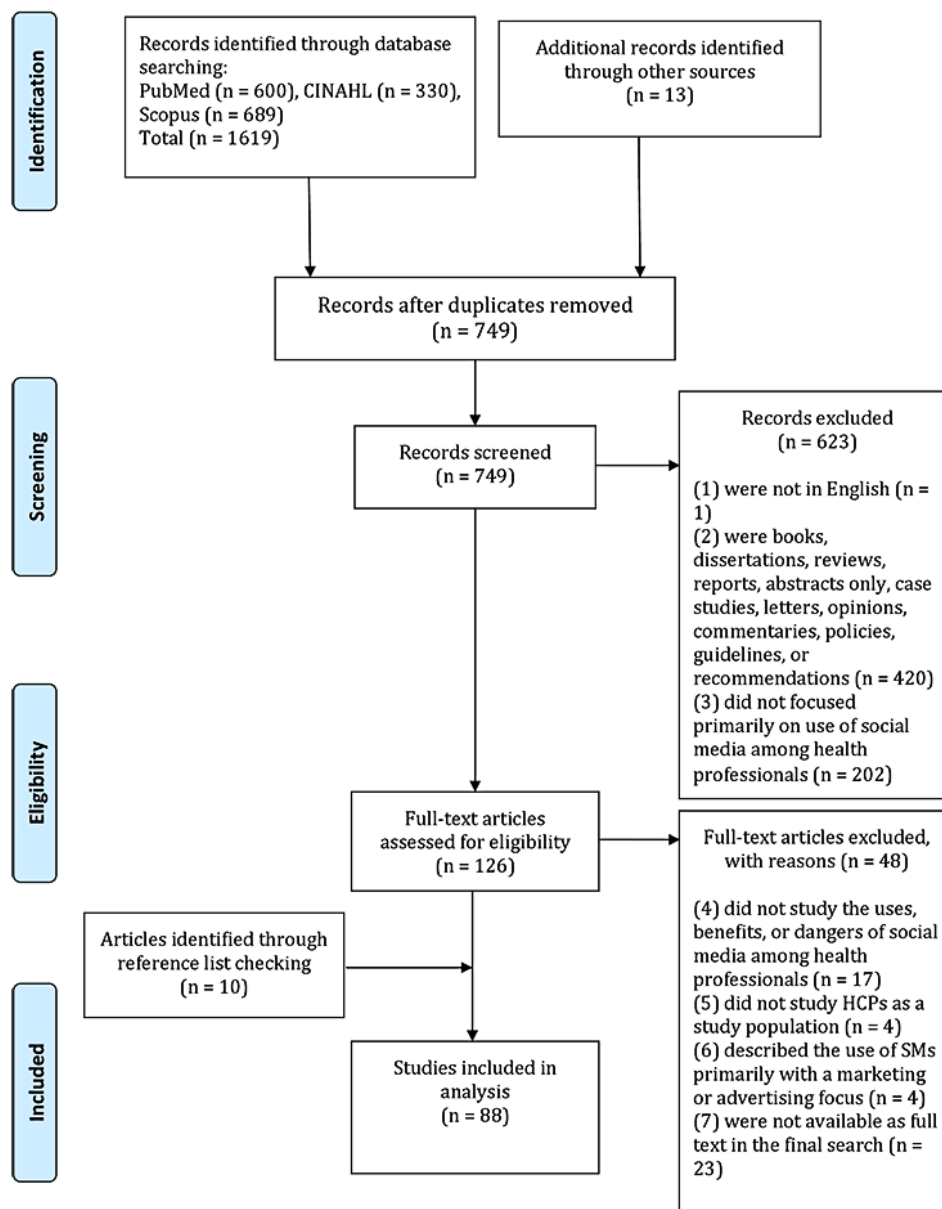 Identification
Records identified through database
searching:
PubMed (n = 600), CINAHL (n = 330),
Scopus (n = 689)
Total (n = 1619)
Additional records identified
through other sources
(n = 13)
Records after duplicates removed
(n = 749)
Screening
Records screened
(n = 749)
Records excluded
(n = 623)
(1) were not in English (n =
1)
(2) were books,
dissertations, reviews,
reports, abstracts only, case
studies, letters, opinions,
commentaries, policies,
guidelines, or
recommendations (n = 420)
(3) did not focused
primarily on use of social
media among health
professionals (n = 202)
Eligibility
Full-text articles
assessed for eligibility
(n = 126)
Full-text articles excluded,
with reasons (n = 48)
(4) did not study the uses,
benefits, or dangers of social
media among health
professionals (n = 17)
(5) did not study HCPs as a
study population (n = 4)
(6) described the use of SMs
primarily with a marketing
or advertising focus (n = 4)
(7) were not available as full
text in the final search (n =
23)
Articles identified through
reference list checking
(n = 10)
Included
Studies included in
analysis
(n = 88)